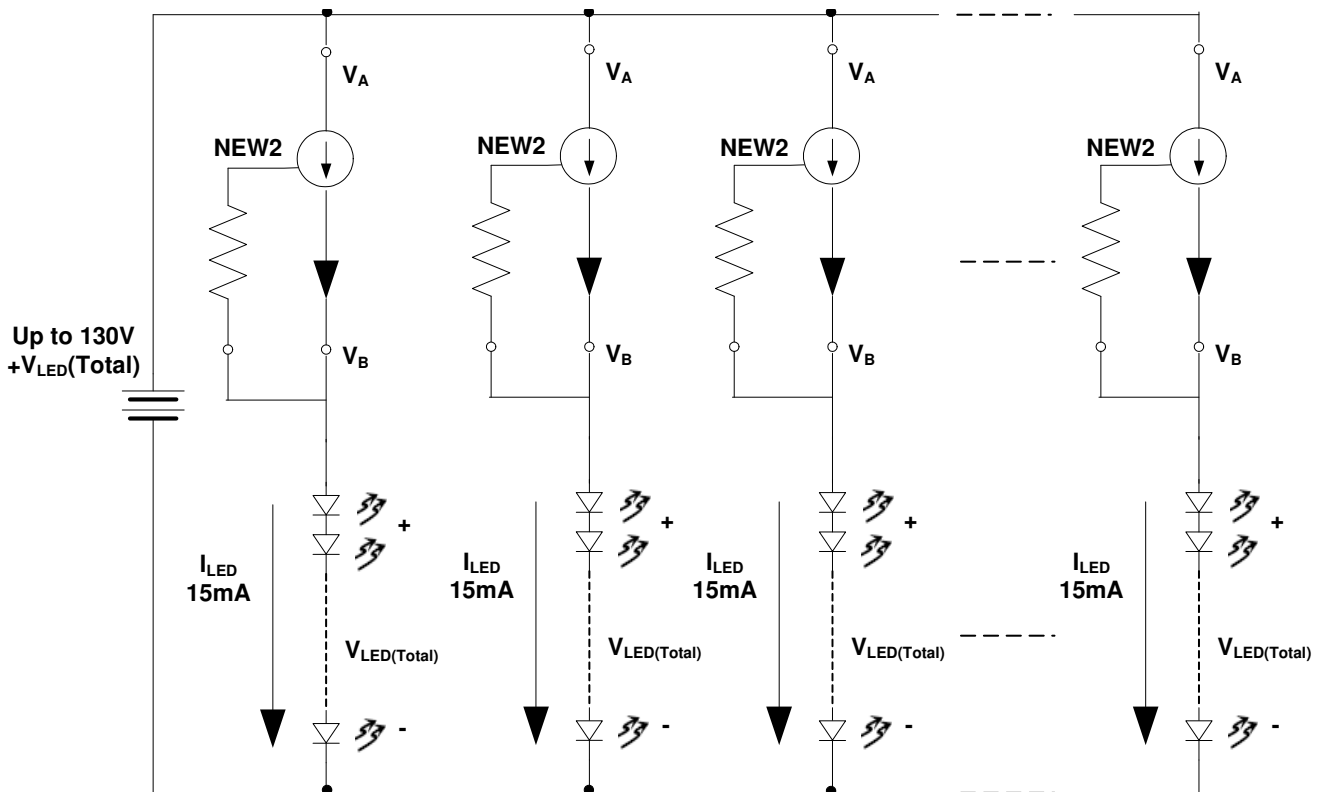 V_A
V_A
V_A
V_A
NEW2
NEW2
NEW2
NEW2
Up to 130V
+V_LED(Total)
V_B
V_B
V_B
V_B
+
+
+
+
I_LED
15mA
I_LED
15mA
I_LED
15mA
I_LED
15mA
V_LED(Total)
V_LED(Total)
V_LED(Total)
V_LED(Total)
-
-
-
-